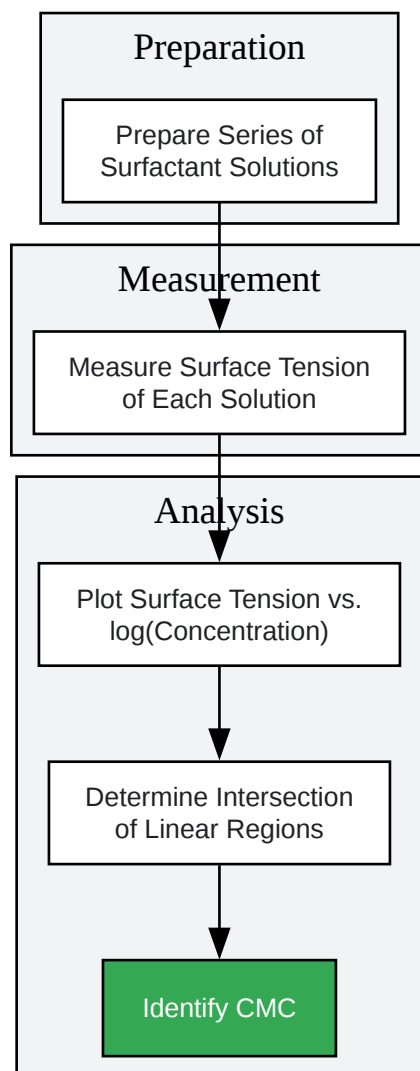 Preparation
Prepare Series of
Surfactant Solutions
Measurement
Measure Surface Tension
of Each Solution
Analysis
Plot Surface Tension vs.
log(Concentration)
Determine Intersection
of Linear Regions
Identify CMC